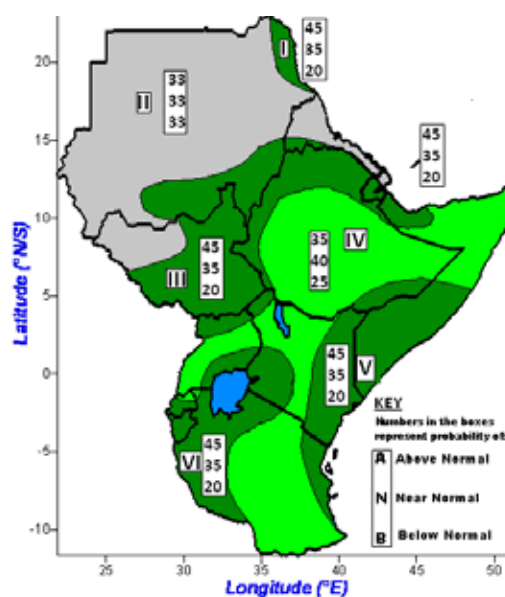 I
45
35
20
II
33
33
33
45
35
20
IV
35
40
25
III
45
35
20
45
35
20
V
VI
45
35
20
KEY
Numbers in the boxes
represent probability of:
A Above Normal
N Near Normal
B Below Normal
20
15
10
5
0
-5
-10
Latitude (°N/S)
25
30
35
40
45
50
Longitude (°E)